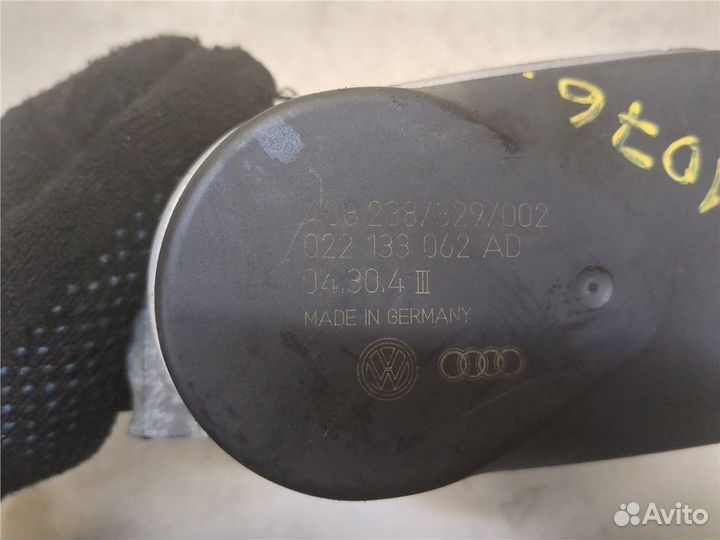 408.238/329/002
022 133 062 AD
04.30.4 III
MADE IN GERMANY
Avito